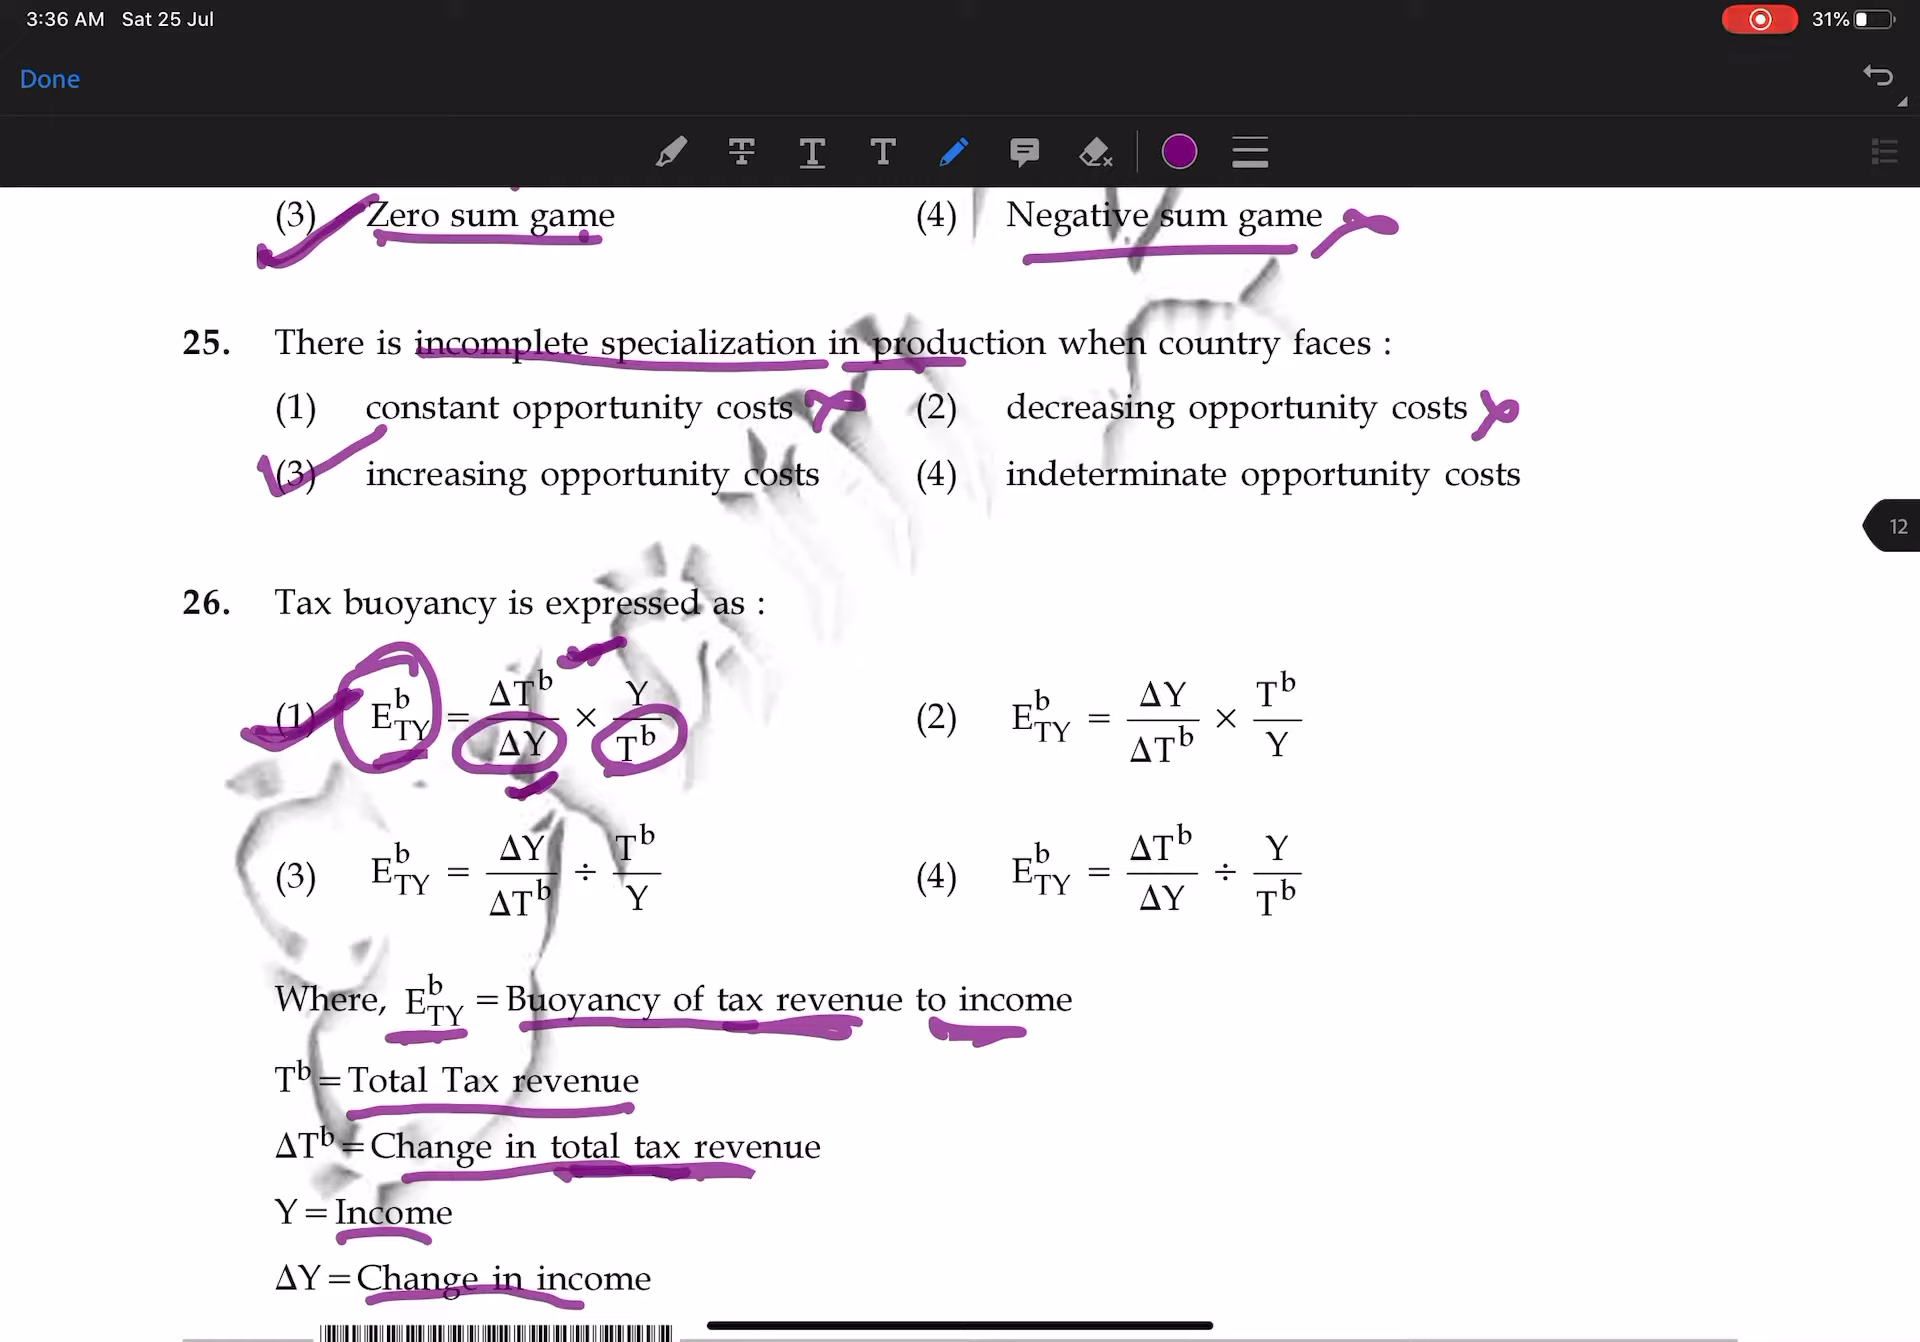 3:36 AM Sat 25 Jul 31%
Done
(3) Zero sum game (4) Negative sum game
25. There is incomplete specialization in production when country faces :
(1) constant opportunity costs (2) decreasing opportunity costs
(3) increasing opportunity costs (4) indeterminate opportunity costs
12
26. Tax buoyancy is expressed as :
(1) E^b_TY = ΔT^b/ΔY × Y/T^b (2) E^b_TY = ΔY/ΔT^b × T^b/Y
(3) E^b_TY = ΔY/ΔT^b ÷ T^b/Y (4) E^b_TY = ΔT^b/ΔY ÷ Y/T^b
Where, E^b_TY = Buoyancy of tax revenue to income
T^b = Total Tax revenue
ΔT^b = Change in total tax revenue
Y = Income
ΔY = Change in income